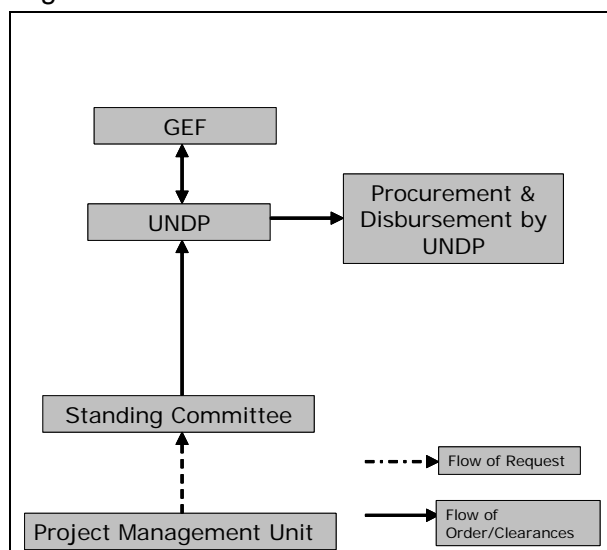 GEF
UNDP
Procurement &
Disbursement by
UNDP
Standing Committee
Flow of Request
Project Management Unit
Flow of
Order/Clearances